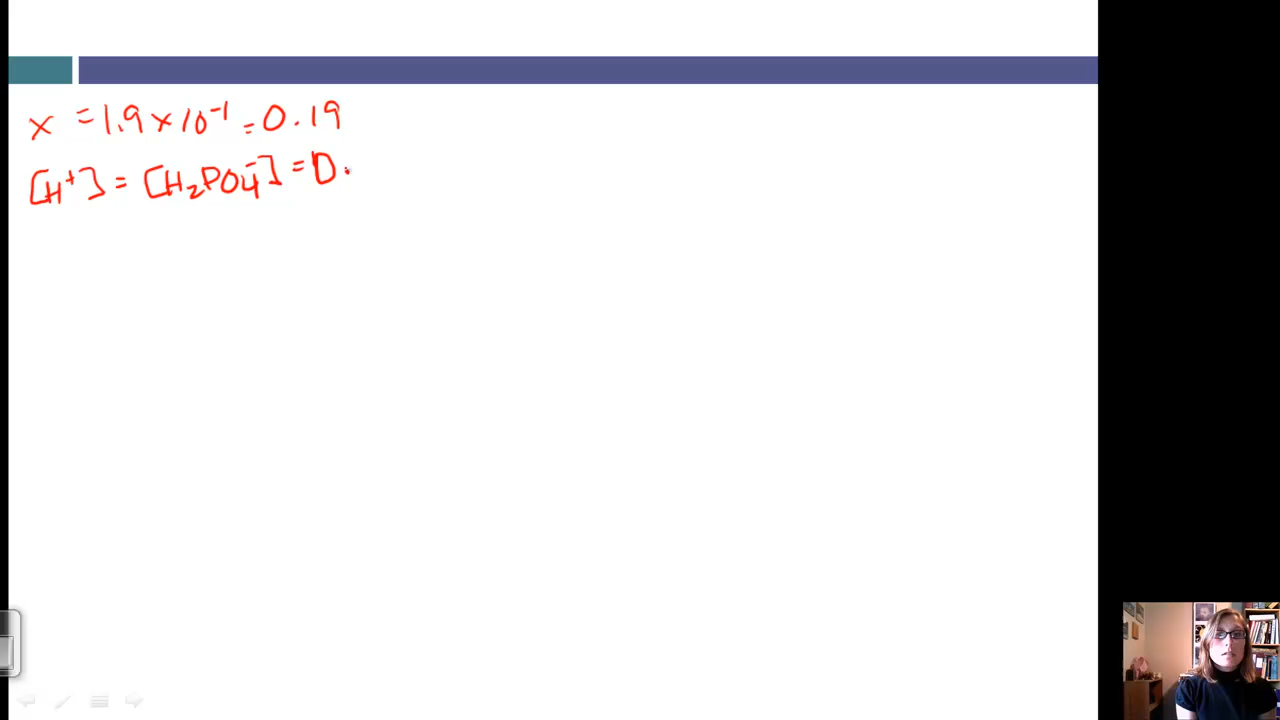 x = 1.9 x 10⁻¹ = 0.19
[H⁺] = [H₂PO₄⁻] = 0.